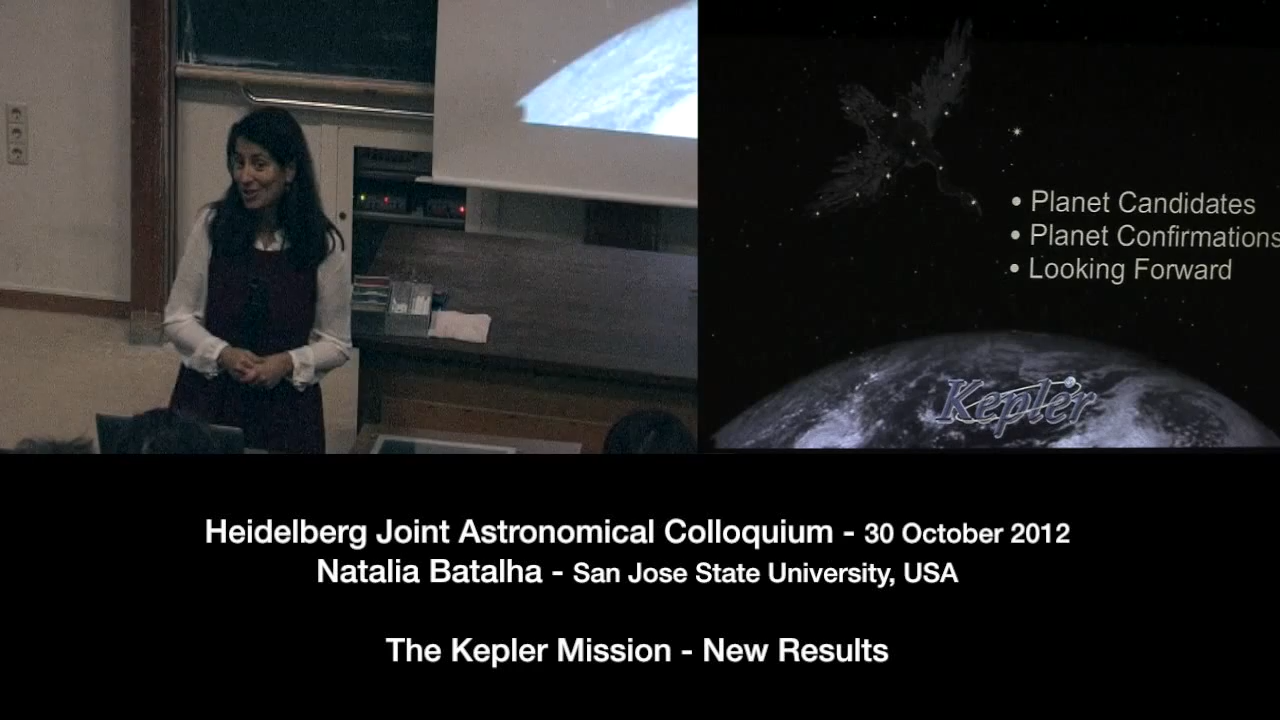 • Planet Candidates
• Planet Confirmations
• Looking Forward
Kepler
Heidelberg Joint Astronomical Colloquium - 30 October 2012
Natalia Batalha - San Jose State University, USA
The Kepler Mission - New Results